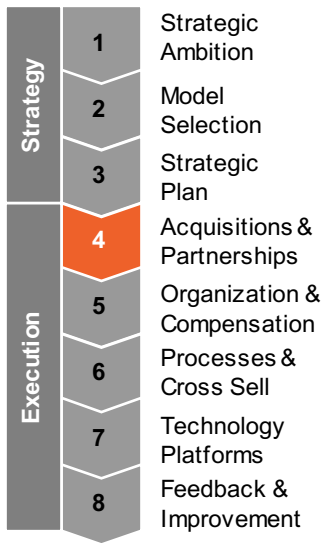 Strategy
1
Strategic
Ambition
2
Model
Selection
3
Strategic
Plan
Execution
4
Acquisitions &
Partnerships
5
Organization &
Compensation
6
Processes &
Cross Sell
7
Technology
Platforms
8
Feedback &
Improvement